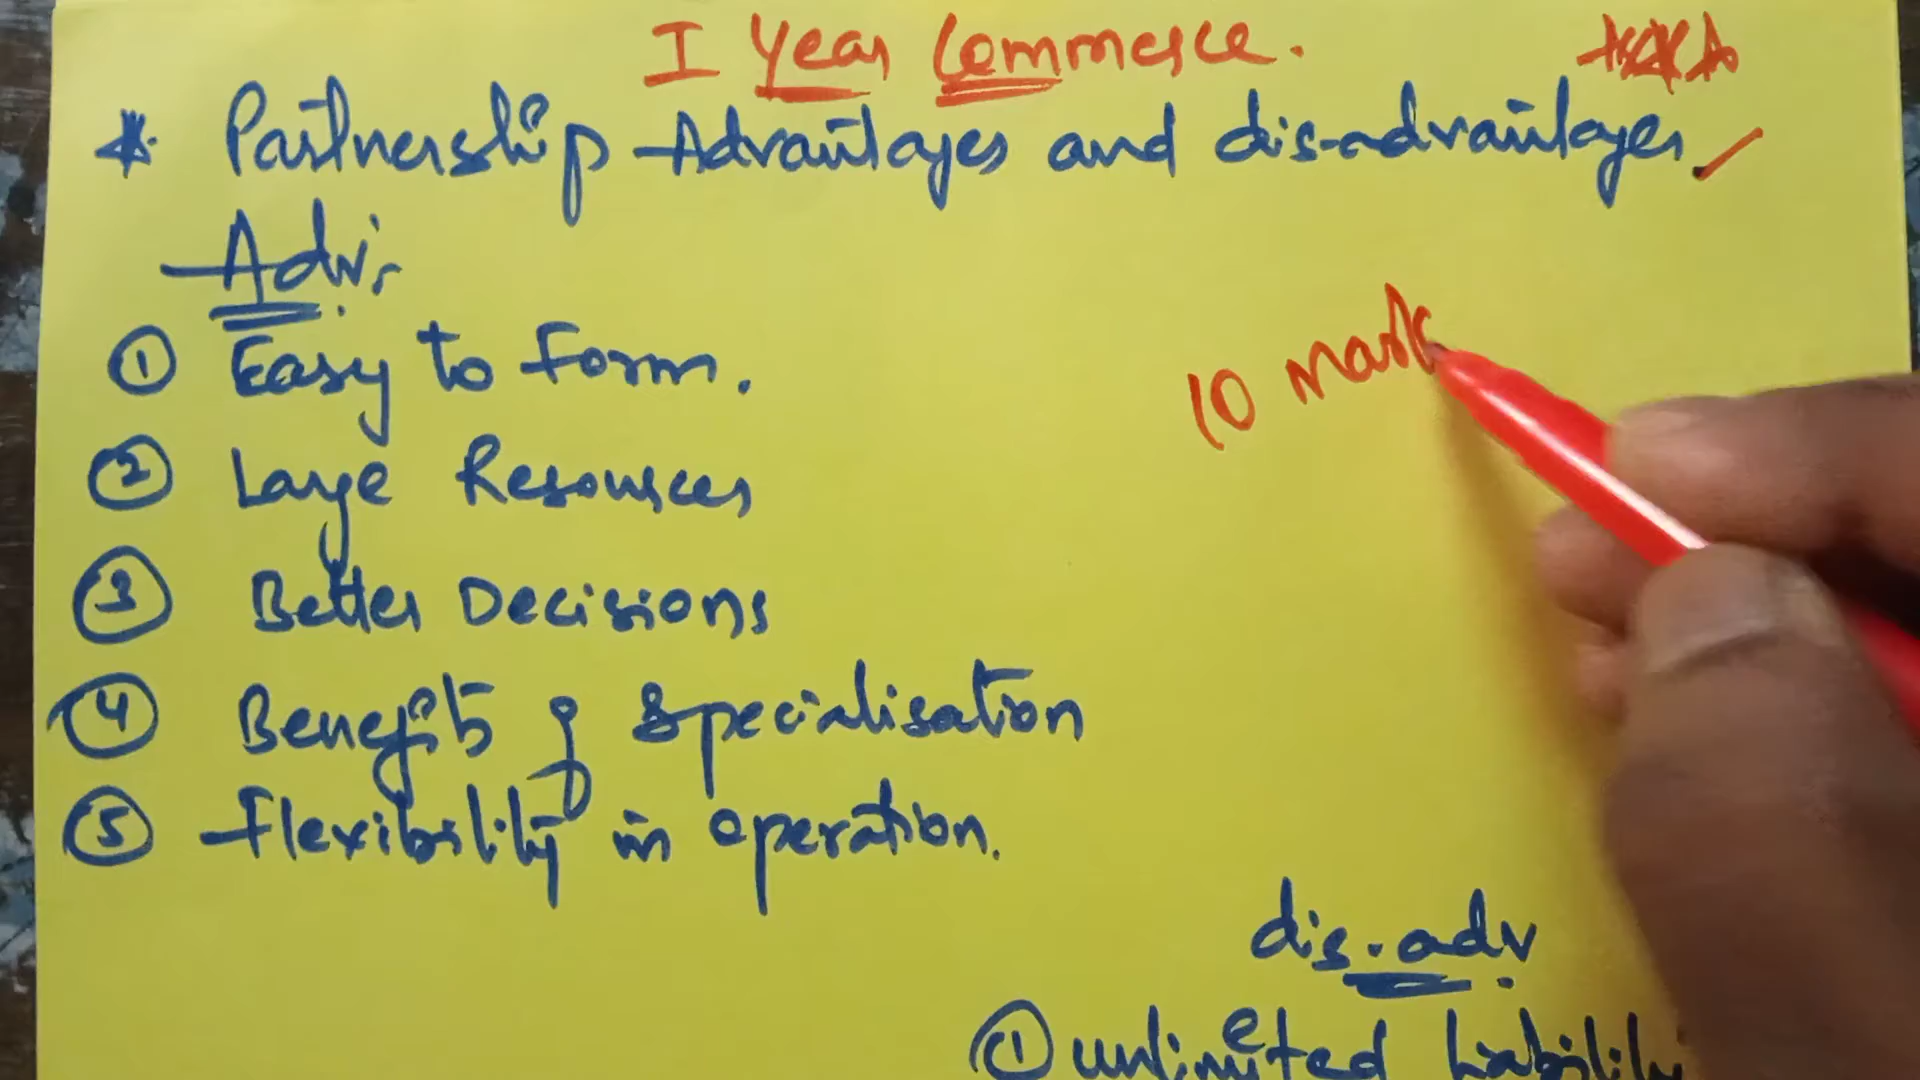 I Year Commerce.
* Partnership Advantages and dis-advantages
Adv's
① Easy to form.
10 Mark
② Large Resources
③ Better Decisions
④ Benefits of Specialisation
⑤ Flexibility in operation.
dis.adv
① unlimited liability